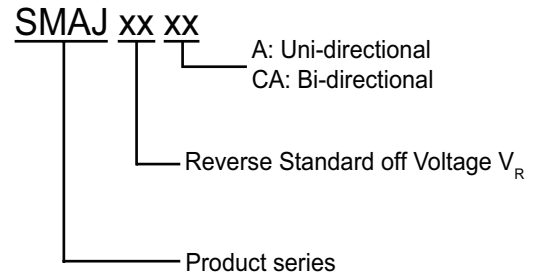 SMAJ xx xx
A: Uni-directional
CA: Bi-directional
Reverse Standard off Voltage VR
Product series